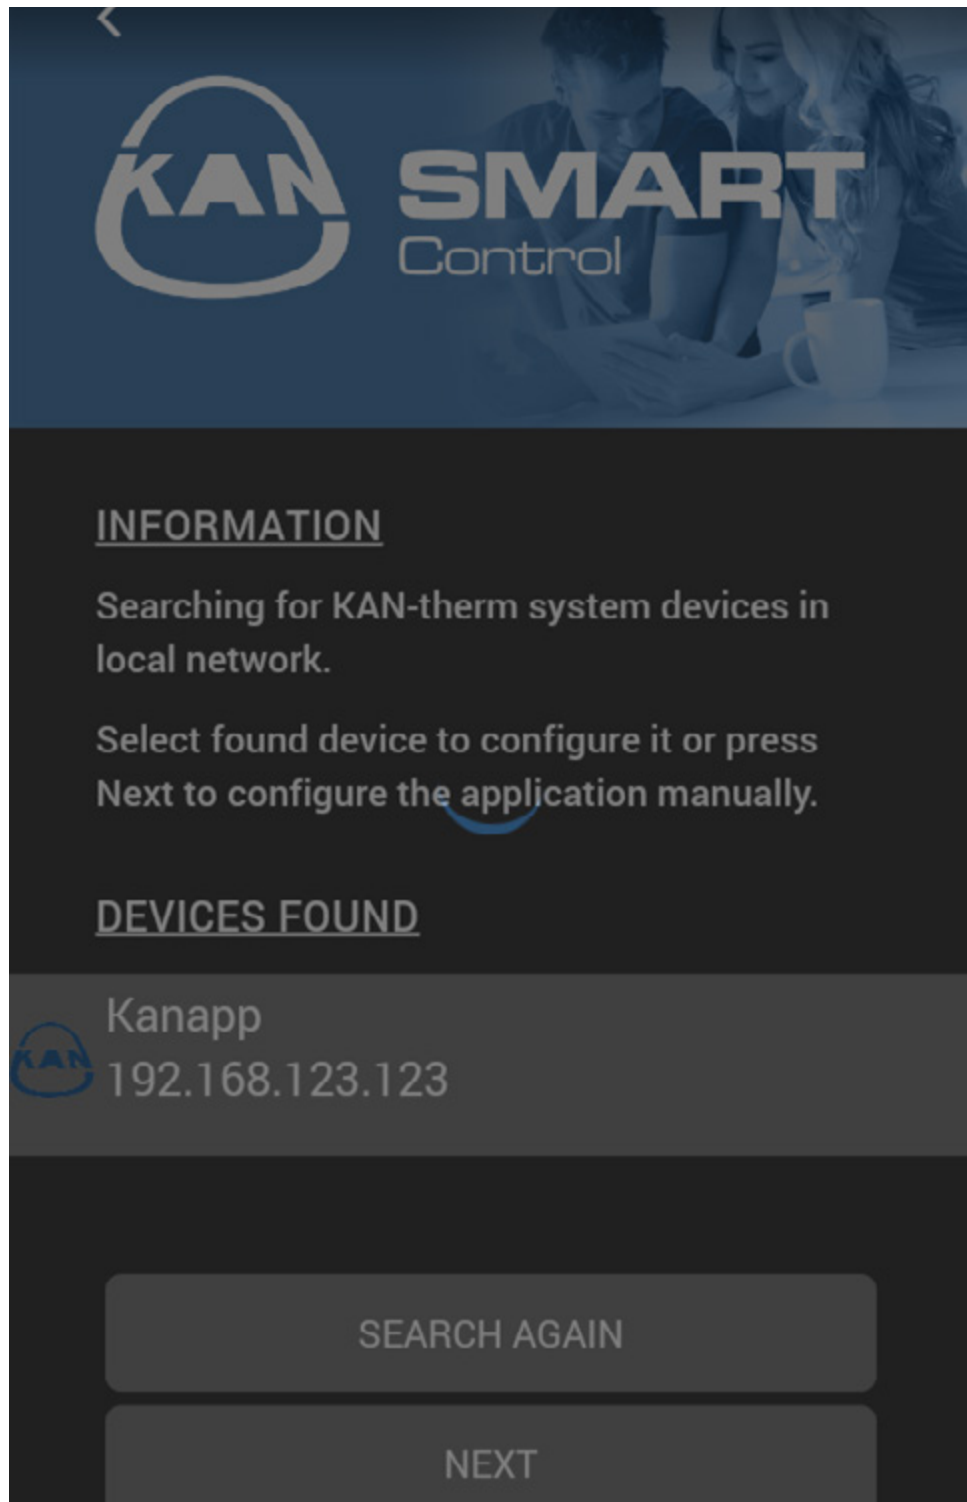 KAN
SMART
Control
INFORMATION
Searching for KAN-therm system devices in
local network.
Select found device to configure it or press
Next to configure the application manually.
DEVICES FOUND
Kanapp
KAN
192.168.123.123
SEARCH AGAIN
NEXT